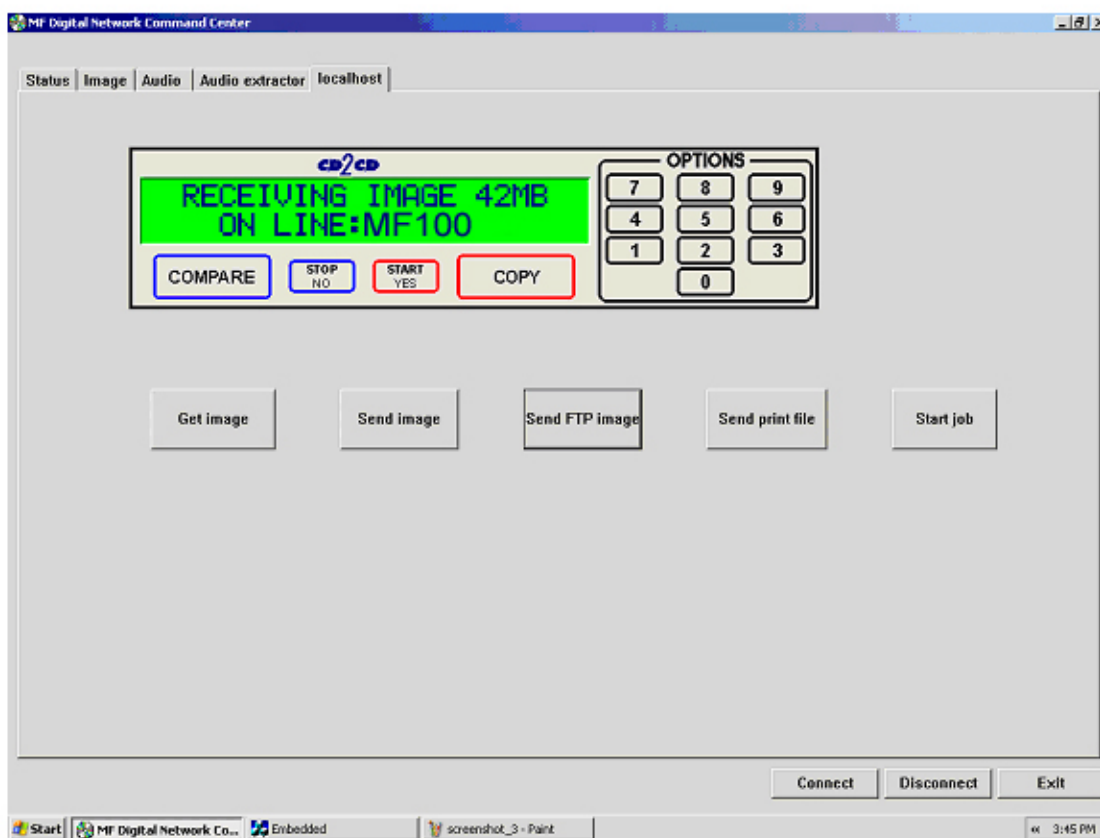 MF Digital Network Command Center
Status Image Audio Audio extractor localhost
CD2CD
OPTIONS
RECEIVING IMAGE 42MB
ON LINE:MF100
7 8 9
4 5 6
1 2 3
0
COMPARE STOP NO START YES COPY
Get image Send image Send FTP image Send print file Start job
Connect Disconnect Exit
Start MF Digital Network Co... Embedded screenshot_3 - Paint « 3:45 PM